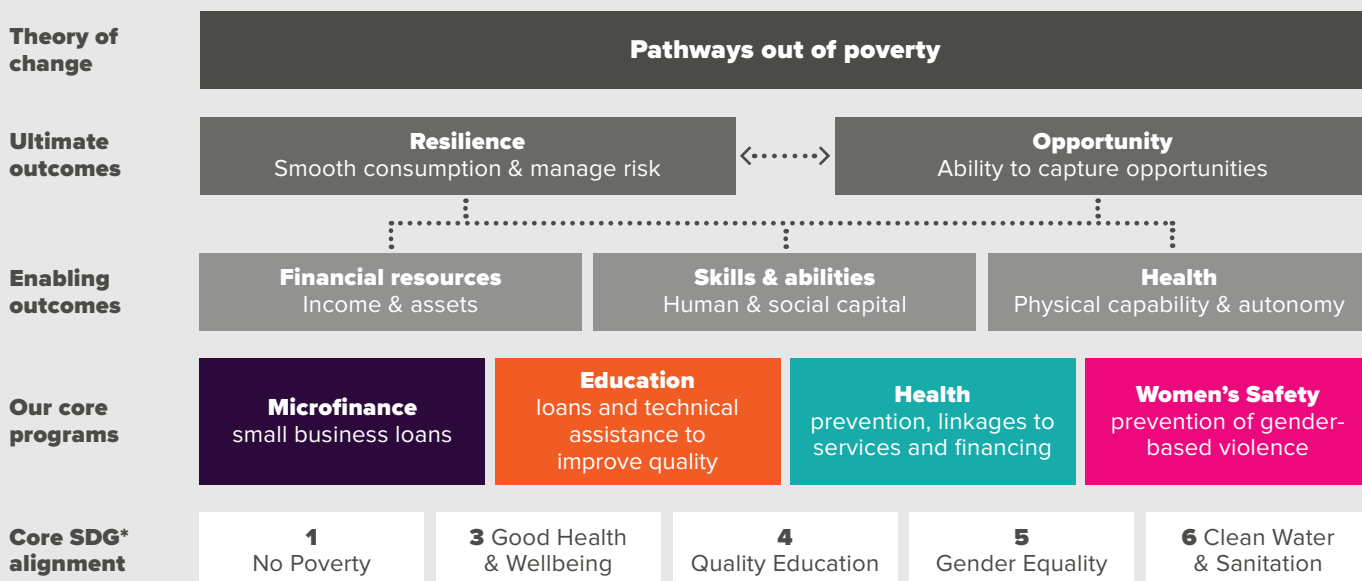 Theory of
change
Pathways out of poverty
Ultimate
outcomes
Resilience
Smooth consumption & manage risk
Opportunity
Ability to capture opportunities
Enabling
outcomes
Financial resources
Income & assets
Skills & abilities
Human & social capital
Health
Physical capability & autonomy
Our core
programs
Microfinance
small business loans
Education
loans and technical
assistance to
improve quality
Health
prevention, linkages to
services and financing
Women’s Safety
prevention of gender-
based violence
Core SDG*
alignment
1
No Poverty
3 Good Health
& Wellbeing
4
Quality Education
5
Gender Equality
6 Clean Water
& Sanitation